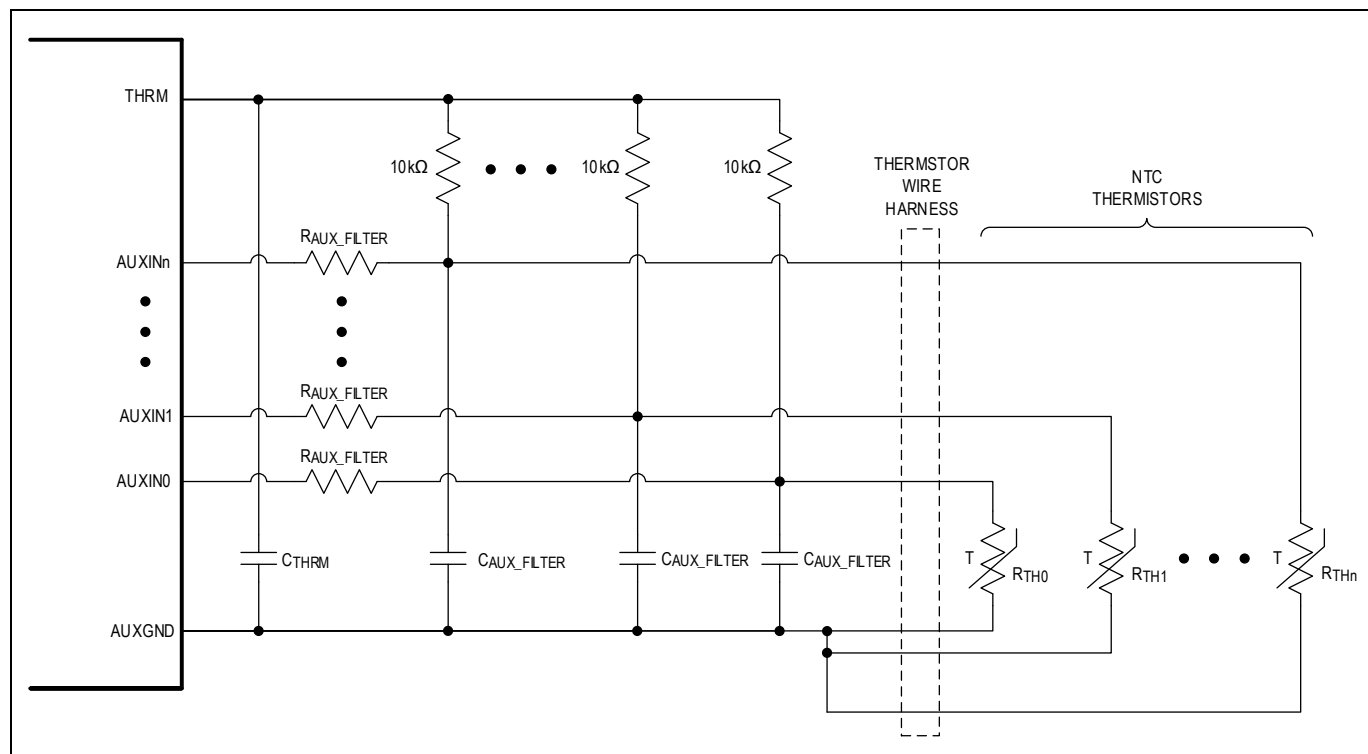 THRM
10kΩ
10kΩ
10kΩ
THERMSTOR
WIRE
HARNESS
NTC
THERMISTORS
RAUX_FILTER
AUXINn
RAUX_FILTER
AUXIN1
RAUX_FILTER
AUXIN0
CTHRM
CAUX_FILTER
CAUX_FILTER
CAUX_FILTER
T
RTH0
T
RTH1
T
RTHn
AUXGND